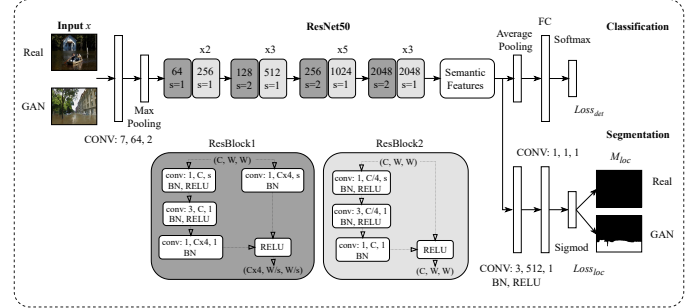 Input x
ResNet50
Classification
Real
GAN
CONV: 7, 64, 2
Max
Pooling
x2
x3
x5
x3
64
s=1
256
s=1
128
s=2
512
s=1
256
s=2
1024
s=1
2048
s=2
2048
s=1
Semantic
Features
Average
Pooling
FC
Softmax
Loss_det
Segmentation
ResBlock1
(C, W, W)
conv: 1, C, s
BN, RELU
conv: 1, Cx4, s
BN
conv: 3, C, 1
BN, RELU
conv: 1, Cx4, 1
BN
RELU
(Cx4, W/s, W/s)
ResBlock2
(C, W, W)
conv: 1, C/4, s
BN, RELU
conv: 3, C/4, 1
BN, RELU
conv: 1, C, 1
BN
RELU
(C, W, W)
CONV: 1, 1, 1
CONV: 3, 512, 1
BN, RELU
Sigmod
M_loc
Real
GAN
Loss_loc